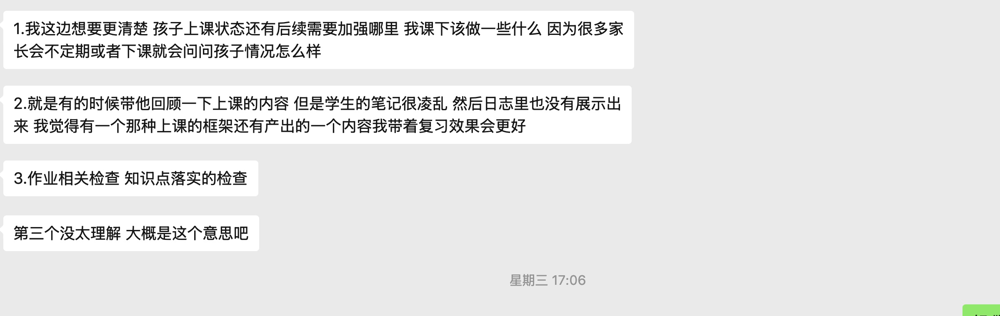 1.我这边想要更清楚 孩子上课状态还有后续需要加强哪里 我课下该做一些什么 因为很多家
长会不定期或者下课就会问问孩子情况怎么样
2.就是有的时候带他回顾一下上课的内容 但是学生的笔记很凌乱 然后日志里也没有展示出
来 我觉得有一个那种上课的框架还有产出的一个内容我带着复习效果会更好
3.作业相关检查 知识点落实的检查
第三个没太理解 大概是这个意思吧
星期三 17:06